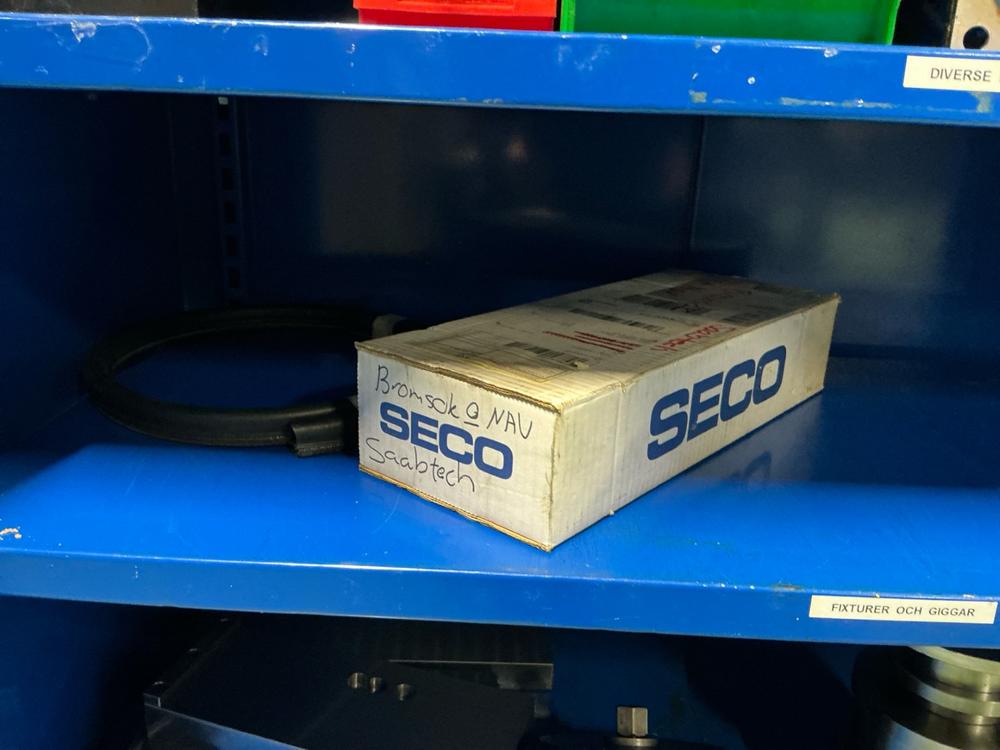 DIVERSE
Bromsok o NAV
SECO
Saabtech
SECO
FIXTURER OCH GIGGAR